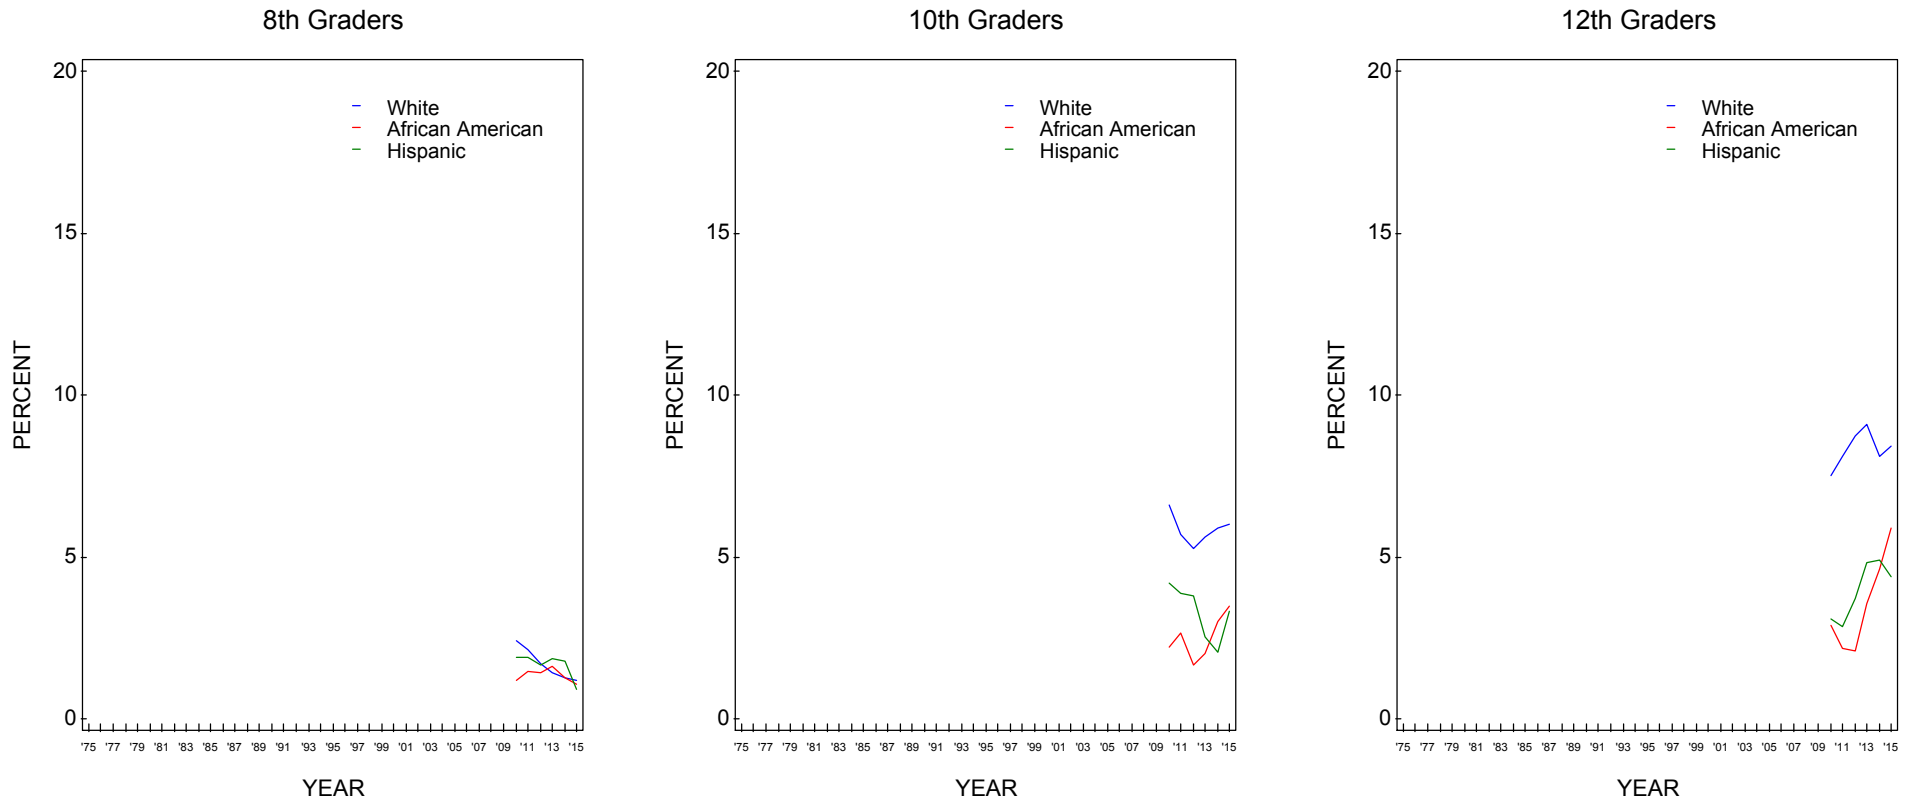 8th Graders
20
15
10
5
0
PERCENT
White
African American
Hispanic
'75 '77 '79 '81 '83 '85 '87 '89 '91 '93 '95 '97 '99 '01 '03 '05 '07 '09 '11 '13 '15
YEAR
10th Graders
20
15
10
5
0
PERCENT
White
African American
Hispanic
'75 '77 '79 '81 '83 '85 '87 '89 '91 '93 '95 '97 '99 '01 '03 '05 '07 '09 '11 '13 '15
YEAR
12th Graders
20
15
10
5
0
PERCENT
White
African American
Hispanic
'75 '77 '79 '81 '83 '85 '87 '89 '91 '93 '95 '97 '99 '01 '03 '05 '07 '09 '11 '13 '15
YEAR